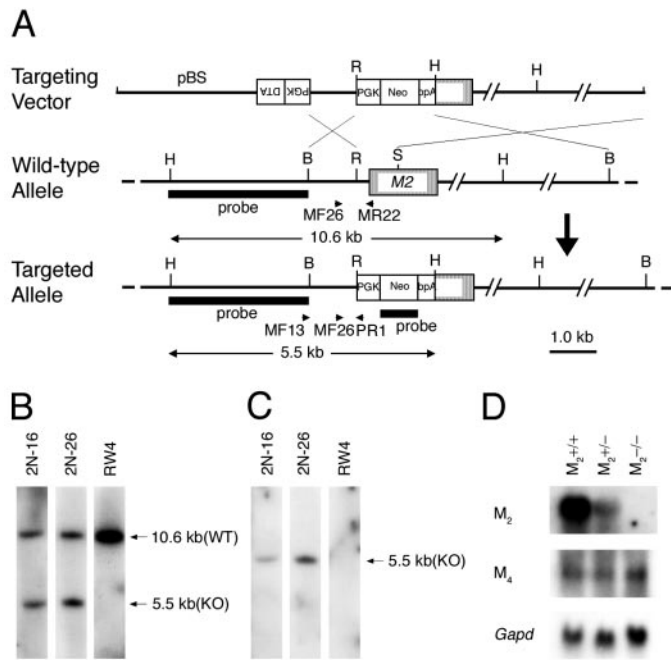 A
Targeting Vector
pBS
DTA
PGK
R
PGK
Neo
bpA
H
H
Wild-type Allele
H
B
R
S
M2
H
B
probe
MF26
MR22
10.6 kb
Targeted Allele
H
B
R
PGK
Neo
bpA
H
H
B
probe
MF13
MF26
PR1
probe
5.5 kb
1.0 kb
B
2N-16
2N-26
RW4
10.6 kb(WT)
5.5 kb(KO)
C
2N-16
2N-26
RW4
5.5 kb(KO)
D
M2+/+
M2+/−
M2−/−
M2
M4
Gapd